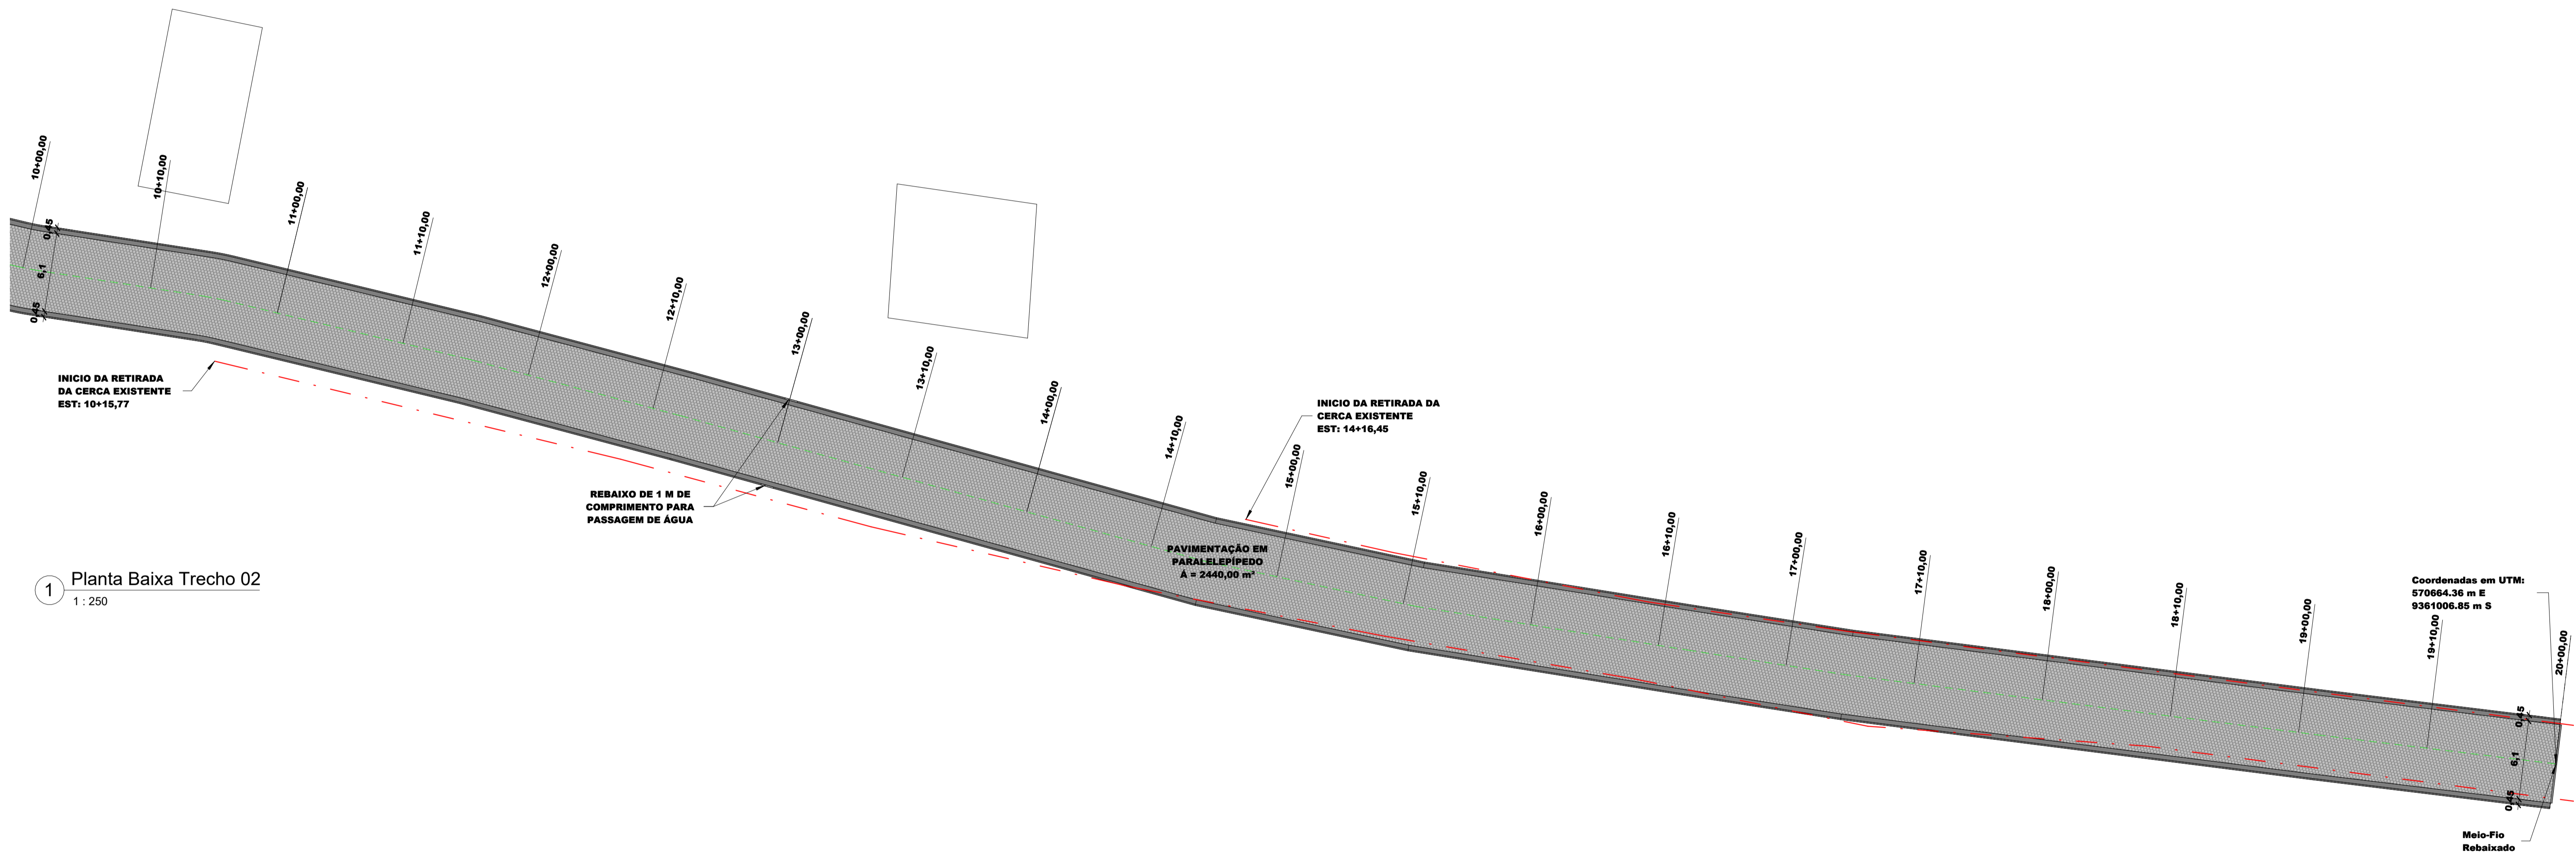 10+00,00
10+10,00
11+00,00
11+10,00
12+00,00
12+10,00
13+00,00
13+10,00
14+00,00
14+10,00
15+00,00
15+10,00
16+00,00
16+10,00
17+00,00
17+10,00
18+00,00
18+10,00
19+00,00
19+10,00
20+00,00
0,45
6,1
0,45
INICIO DA RETIRADA
DA CERCA EXISTENTE
EST: 10+15,77
REBAIXO DE 1 M DE
COMPRIMENTO PARA
PASSAGEM DE ÁGUA
INICIO DA RETIRADA DA
CERCA EXISTENTE
EST: 14+16,45
PAVIMENTAÇÃO EM
PARALELEPÍPEDO
Á = 2440,00 m²
Coordenadas em UTM:
570664.36 m E
9361006.85 m S
0,45
6,1
0,45
Meio-Fio
Rebaixado
1 Planta Baixa Trecho 02
1 : 250